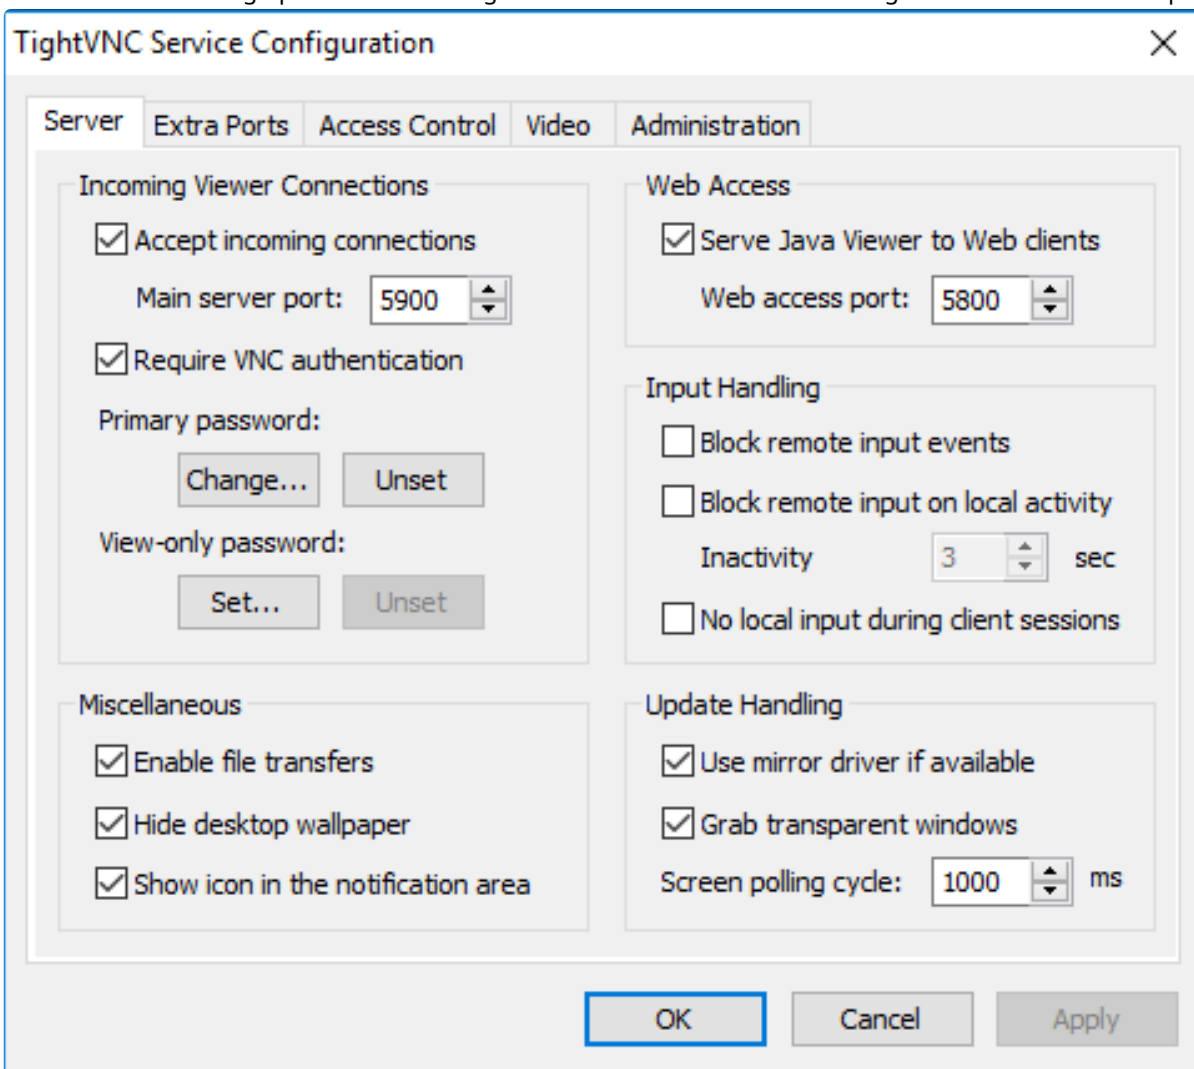 TightVNC Service Configuration
Server Extra Ports Access Control Video Administration
Incoming Viewer Connections
Accept incoming connections
Main server port: 5900
Require VNC authentication
Primary password:
Change... Unset
View-only password:
Set... Unset
Web Access
Serve Java Viewer to Web clients
Web access port: 5800
Input Handling
Block remote input events
Block remote input on local activity
Inactivity 3 sec
No local input during client sessions
Miscellaneous
Enable file transfers
Hide desktop wallpaper
Show icon in the notification area
Update Handling
Use mirror driver if available
Grab transparent windows
Screen polling cycle: 1000 ms
OK Cancel Apply